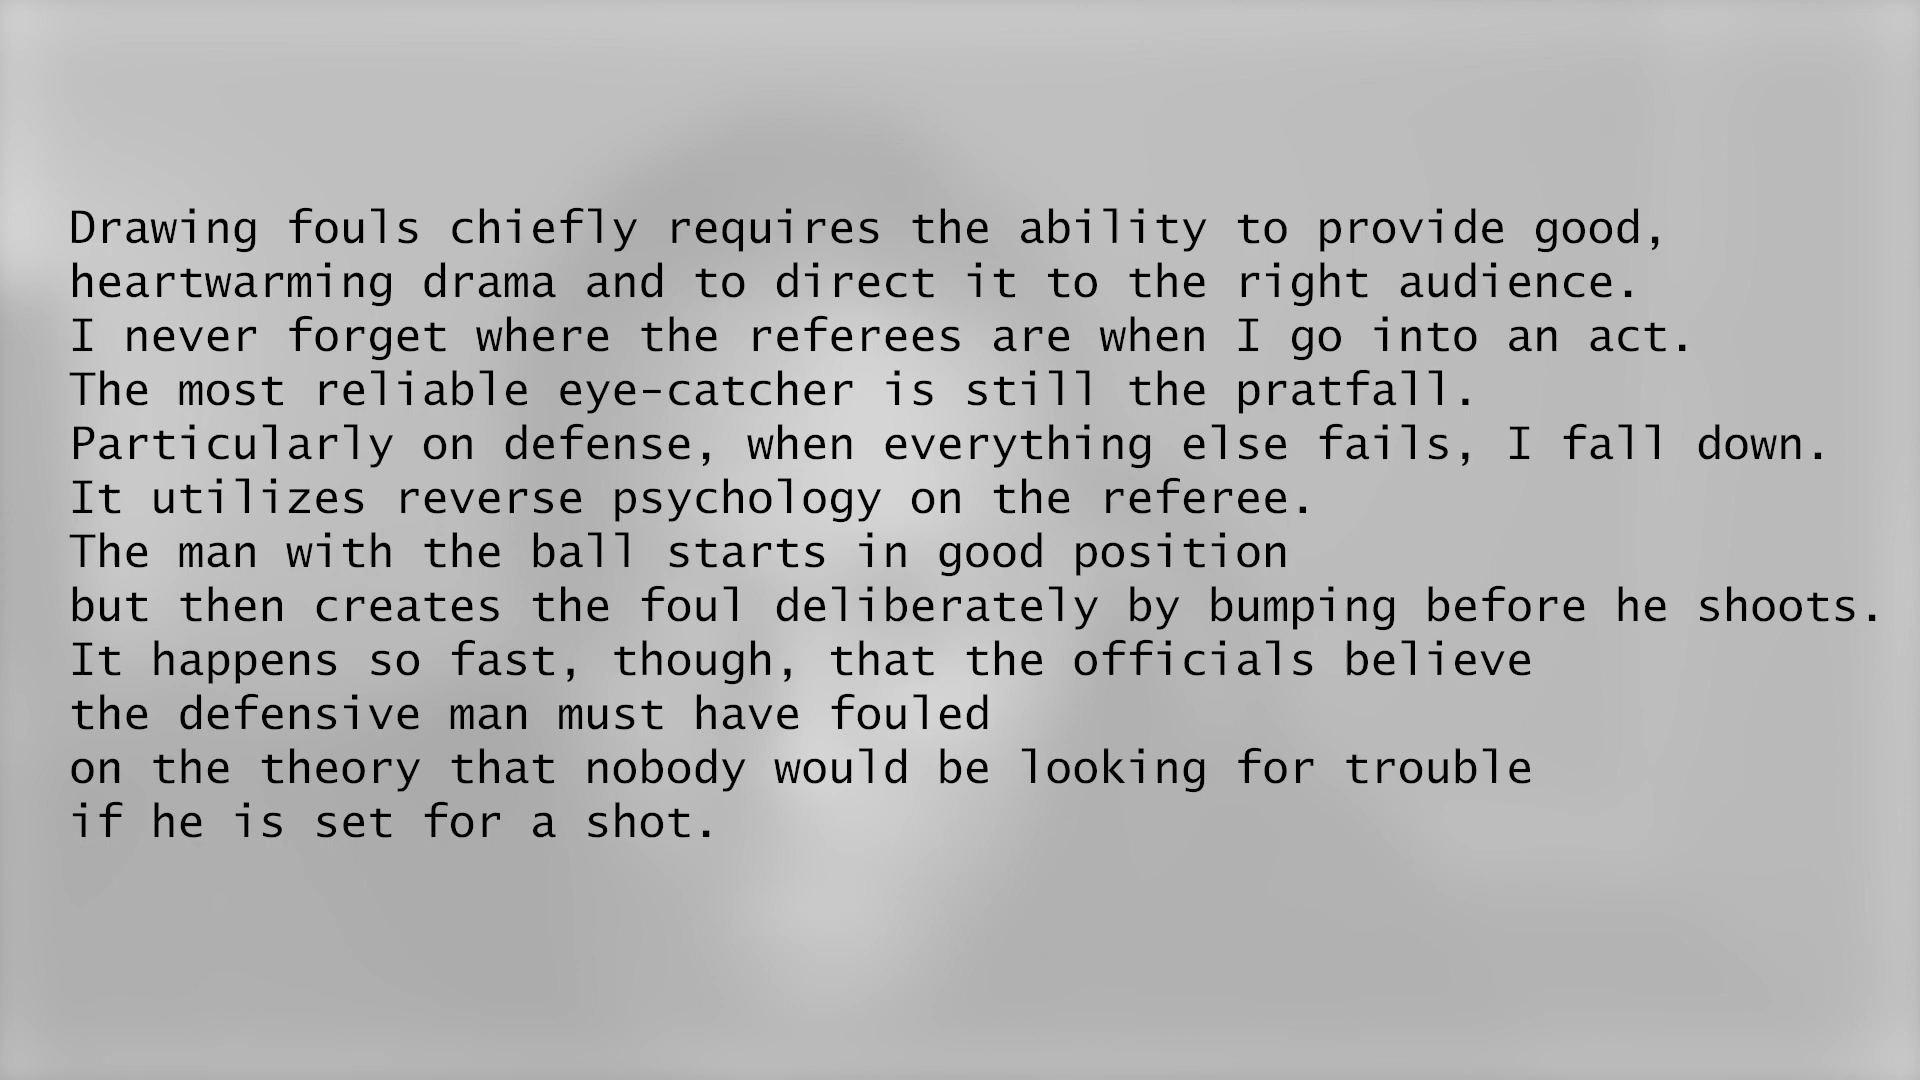 Drawing fouls chiefly requires the ability to provide good,
heartwarming drama and to direct it to the right audience.
I never forget where the referees are when I go into an act.
The most reliable eye-catcher is still the pratfall.
Particularly on defense, when everything else fails, I fall down.
It utilizes reverse psychology on the referee.
The man with the ball starts in good position
but then creates the foul deliberately by bumping before he shoots.
It happens so fast, though, that the officials believe
the defensive man must have fouled
on the theory that nobody would be looking for trouble
if he is set for a shot.